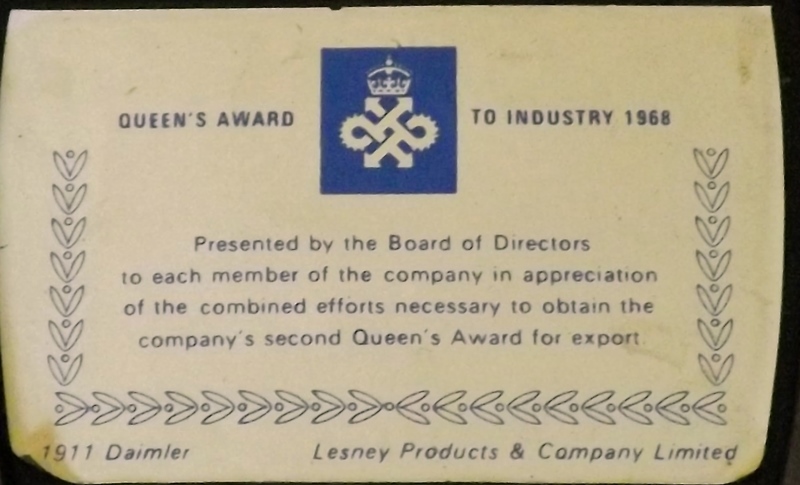 QUEEN'S AWARD TO INDUSTRY 1968
Presented by the Board of Directors
to each member of the company in appreciation
of the combined efforts necessary to obtain the
company's second Queen's Award for export.
1911 Daimler Lesney Products & Company Limited